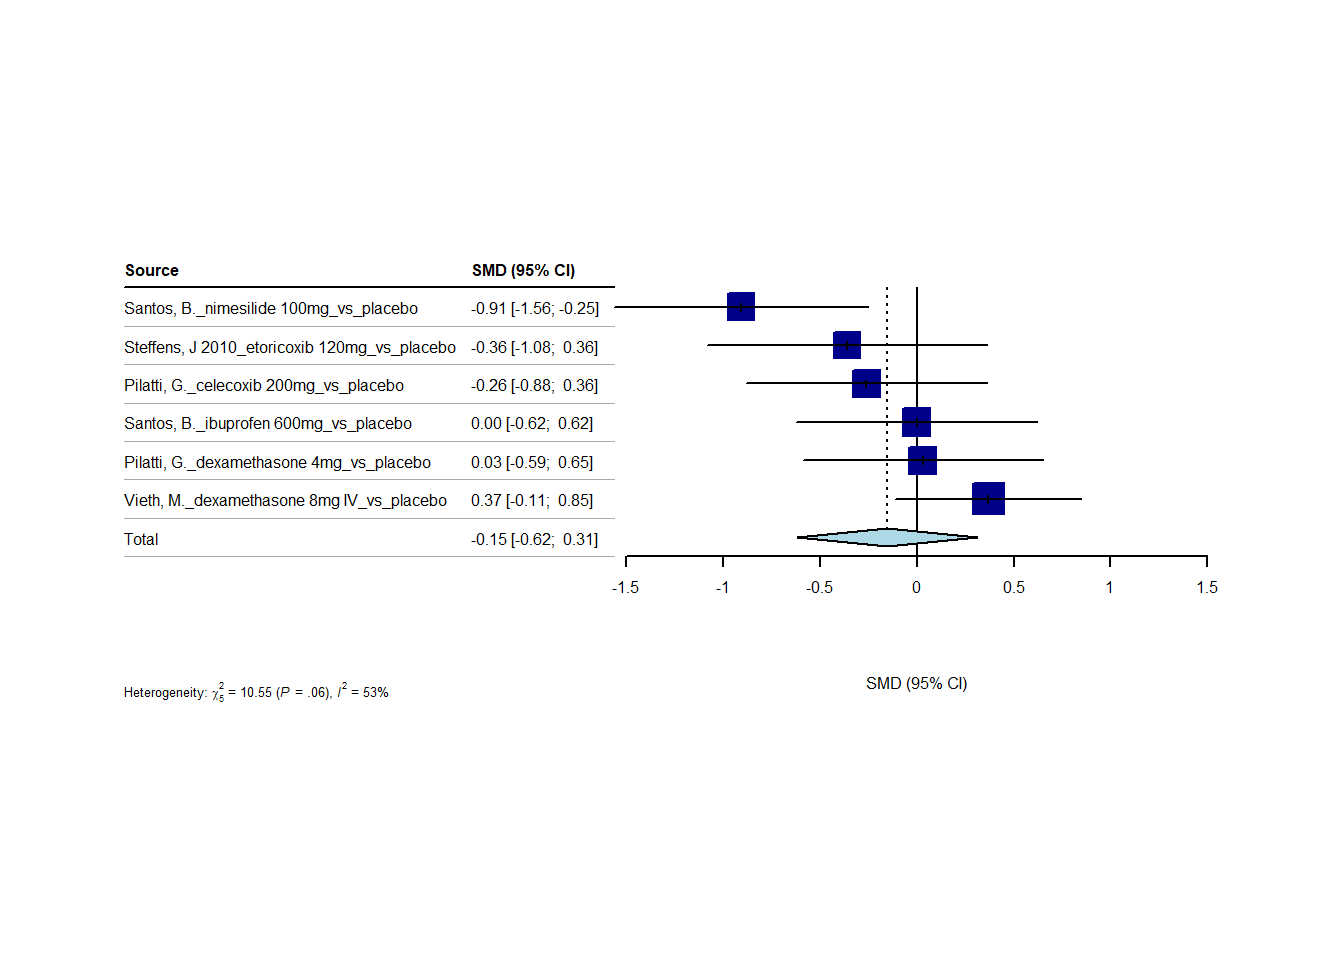 Source SMD (95% CI)
Santos, B._nimesilide 100mg_vs_placebo -0.91 [-1.56; -0.25]
Steffens, J 2010_etoricoxib 120mg_vs_placebo -0.36 [-1.08; 0.36]
Pilatti, G._celecoxib 200mg_vs_placebo -0.26 [-0.88; 0.36]
Santos, B._ibuprofen 600mg_vs_placebo 0.00 [-0.62; 0.62]
Pilatti, G._dexamethasone 4mg_vs_placebo 0.03 [-0.59; 0.65]
Vieth, M._dexamethasone 8mg IV_vs_placebo 0.37 [-0.11; 0.85]
Total -0.15 [-0.62; 0.31]
-1.5 -1 -0.5 0 0.5 1 1.5
SMD (95% CI)
Heterogeneity: χ²₅ = 10.55 (P = .06), I² = 53%